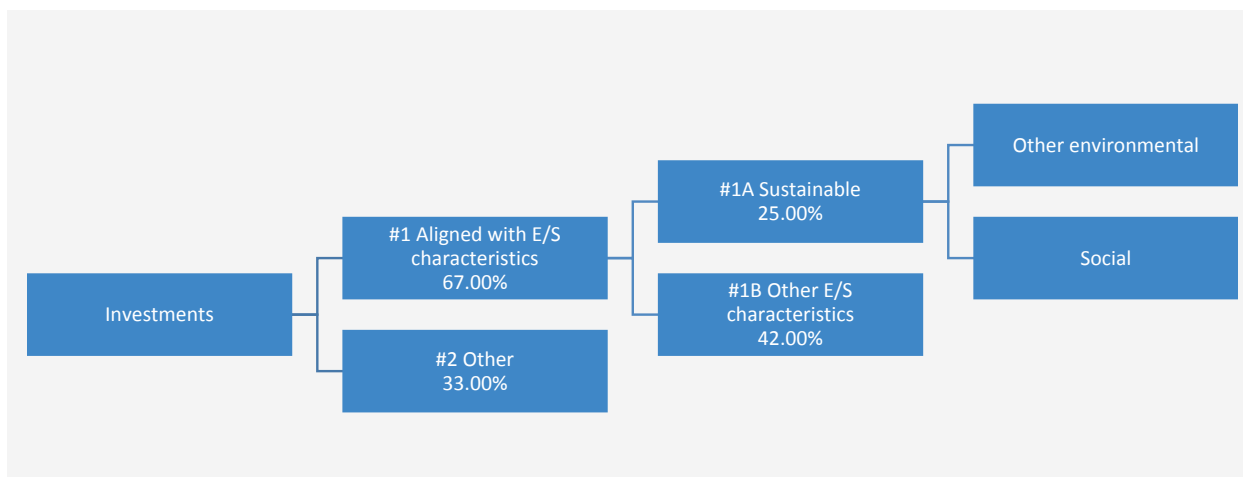 Investments
#1 Aligned with E/S
characteristics
67.00%
#2 Other
33.00%
#1A Sustainable
25.00%
#1B Other E/S
characteristics
42.00%
Other environmental
Social